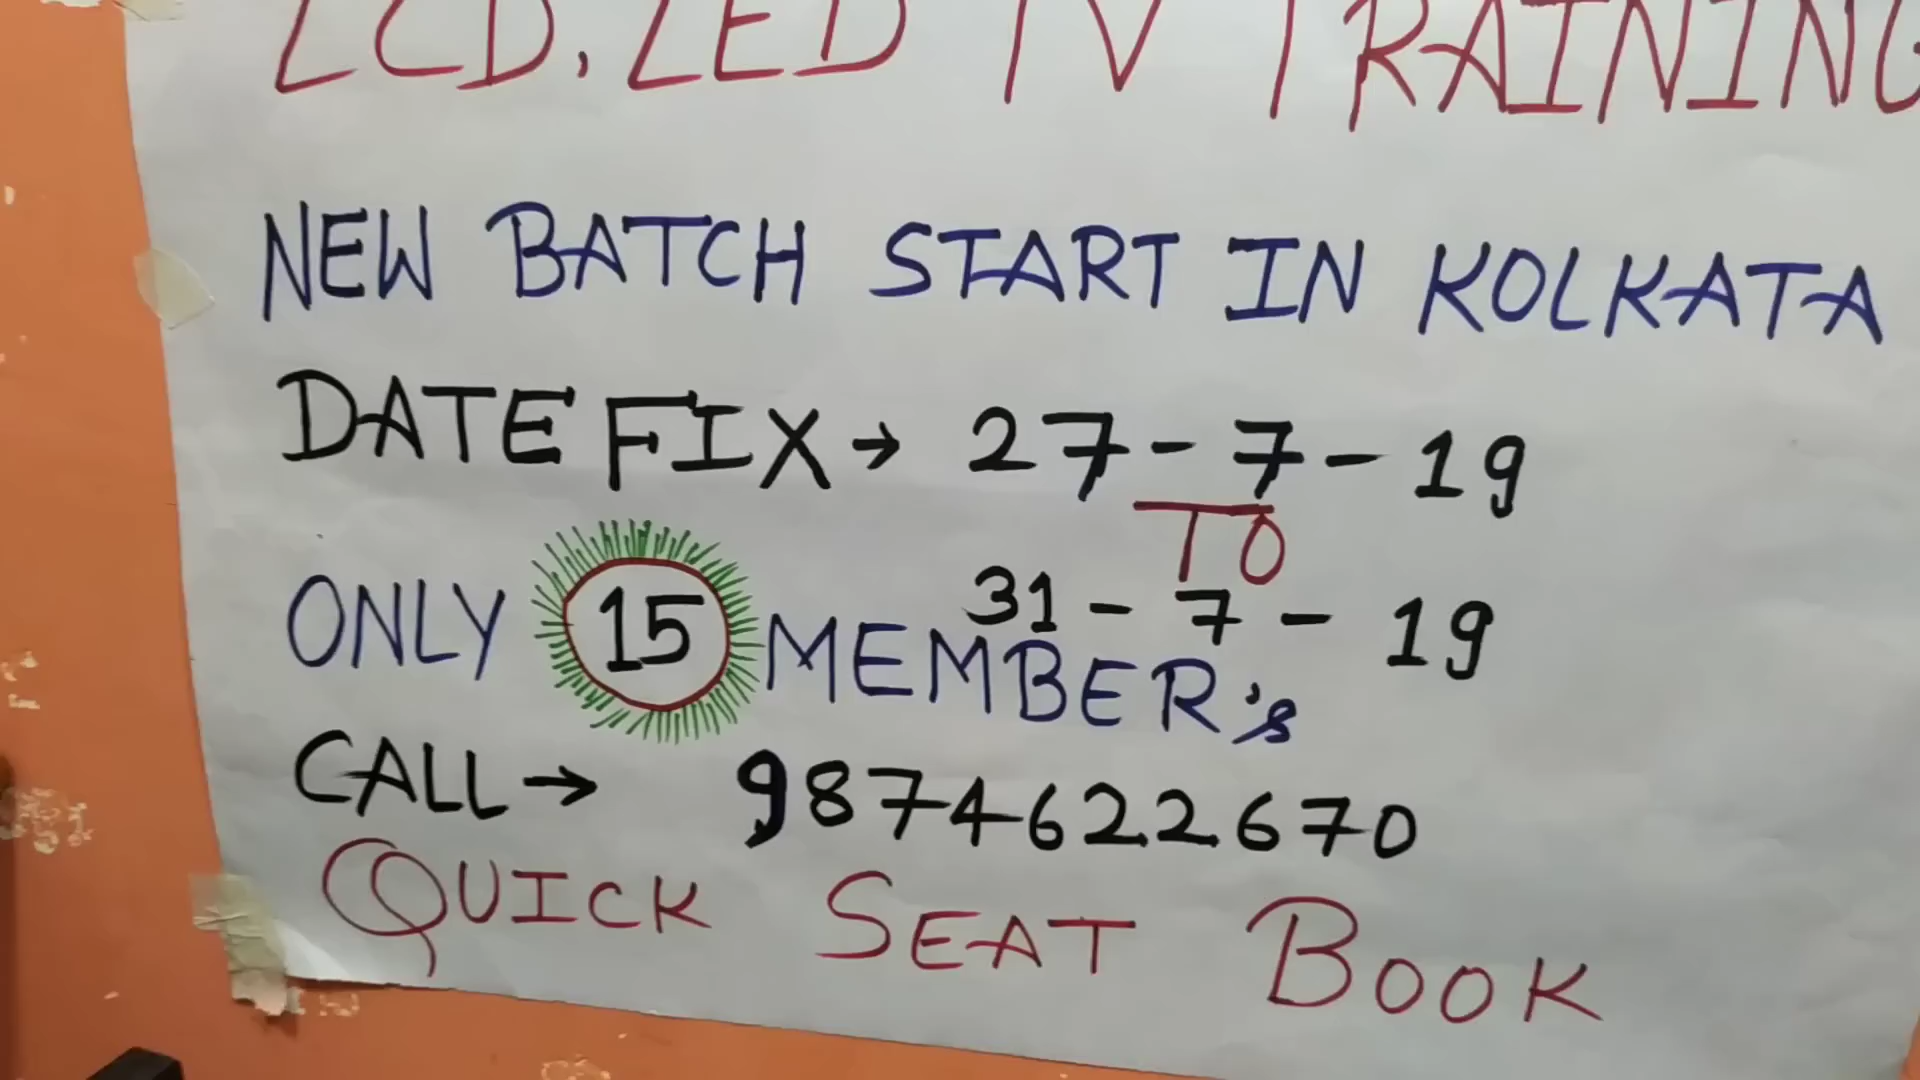 LCD, LED TV TRAINING
NEW BATCH START IN KOLKATA
DATE FIX → 27-7-19
TO
31-7-19
ONLY 15 MEMBER's
CALL → 9874622670
QUICK SEAT BOOK